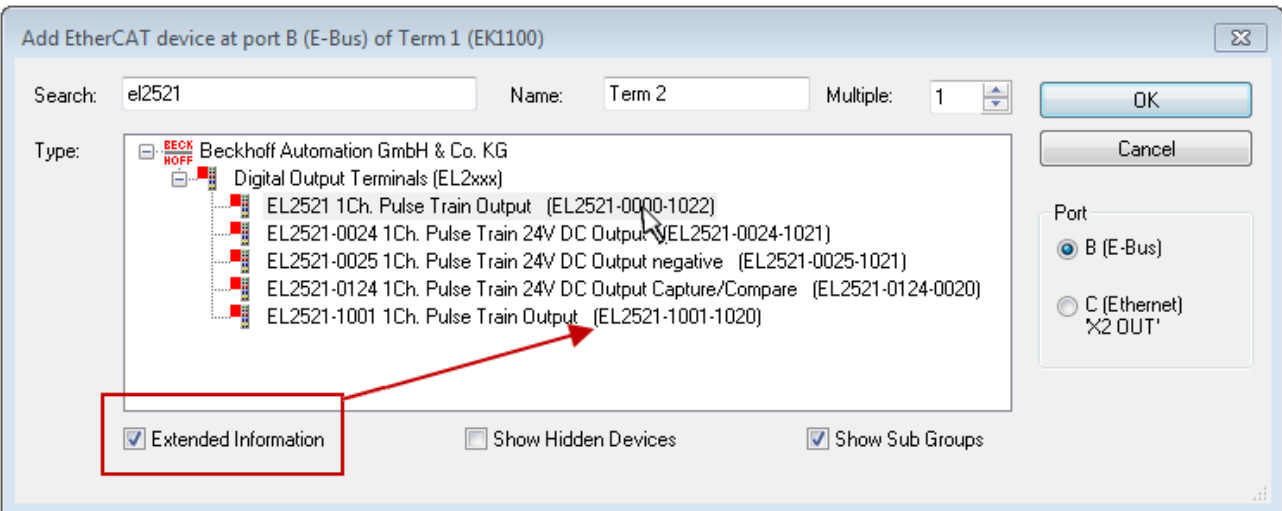 Add EtherCAT device at port B (E-Bus) of Term 1 (EK1100)
Search: el2521 Name: Term 2 Multiple: 1 OK
Type: BECKHOFF Beckhoff Automation GmbH & Co. KG Cancel
Digital Output Terminals (EL2xxx)
EL2521 1Ch. Pulse Train Output (EL2521-0000-1022)
EL2521-0024 1Ch. Pulse Train 24V DC Output (EL2521-0024-1021)
EL2521-0025 1Ch. Pulse Train 24V DC Output negative (EL2521-0025-1021)
EL2521-0124 1Ch. Pulse Train 24V DC Output Capture/Compare (EL2521-0124-0020)
EL2521-1001 1Ch. Pulse Train Output (EL2521-1001-1020)
Port
B (E-Bus)
C (Ethernet)
'X2 OUT'
Extended Information Show Hidden Devices Show Sub Groups